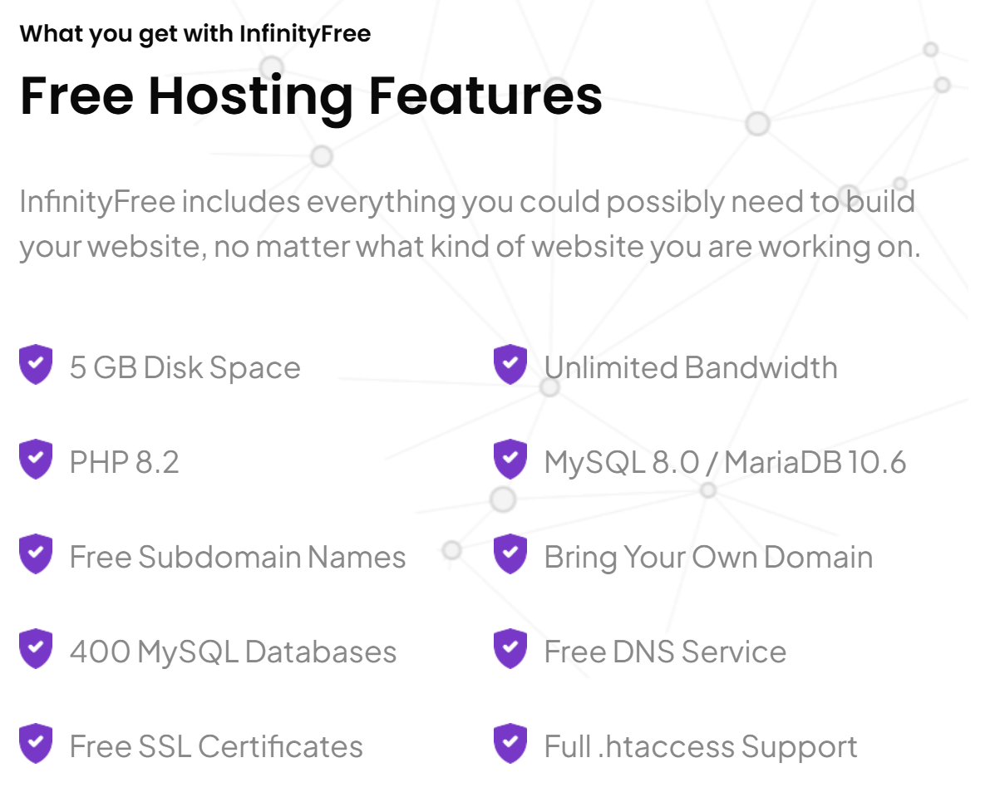 What you get with InfinityFree
Free Hosting Features
InfinityFree includes everything you could possibly need to build
your website, no matter what kind of website you are working on.
5 GB Disk Space
Unlimited Bandwidth
PHP 8.2
MySQL 8.0 / MariaDB 10.6
Free Subdomain Names
Bring Your Own Domain
400 MySQL Databases
Free DNS Service
Free SSL Certificates
Full .htaccess Support